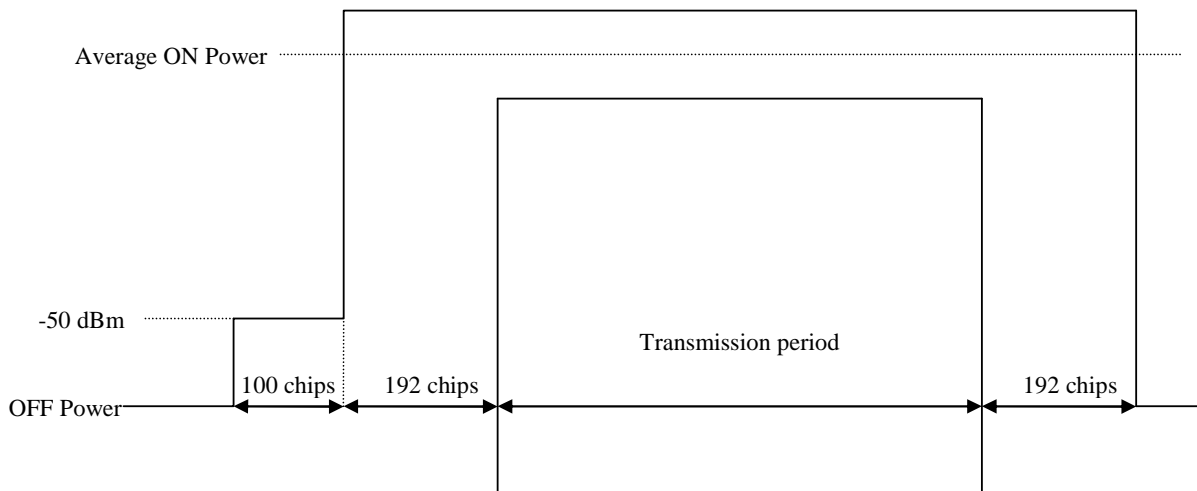 Average ON Power
-50 dBm
Transmission period
100 chips
192 chips
192 chips
OFF Power